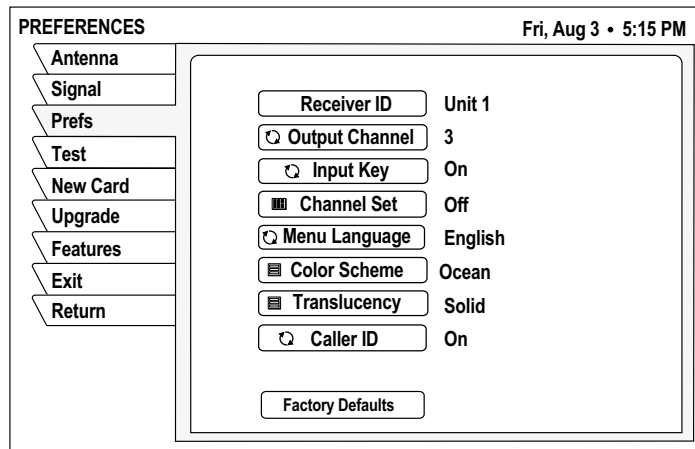 PREFERENCES
Fri, Aug 3 • 5:15 PM
Antenna
Signal
Prefs
Test
New Card
Upgrade
Features
Exit
Return
Receiver ID Unit 1
Output Channel 3
Input Key On
Channel Set Off
Menu Language English
Color Scheme Ocean
Translucency Solid
Caller ID On
Factory Defaults